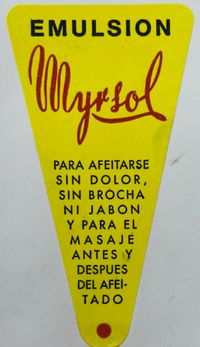 EMULSION
Myrsol
PARA AFEITARSE
SIN DOLOR,
SIN BROCHA
NI JABON
Y PARA EL
MASAJE
ANTES Y
DESPUES
DEL AFEI-
TADO